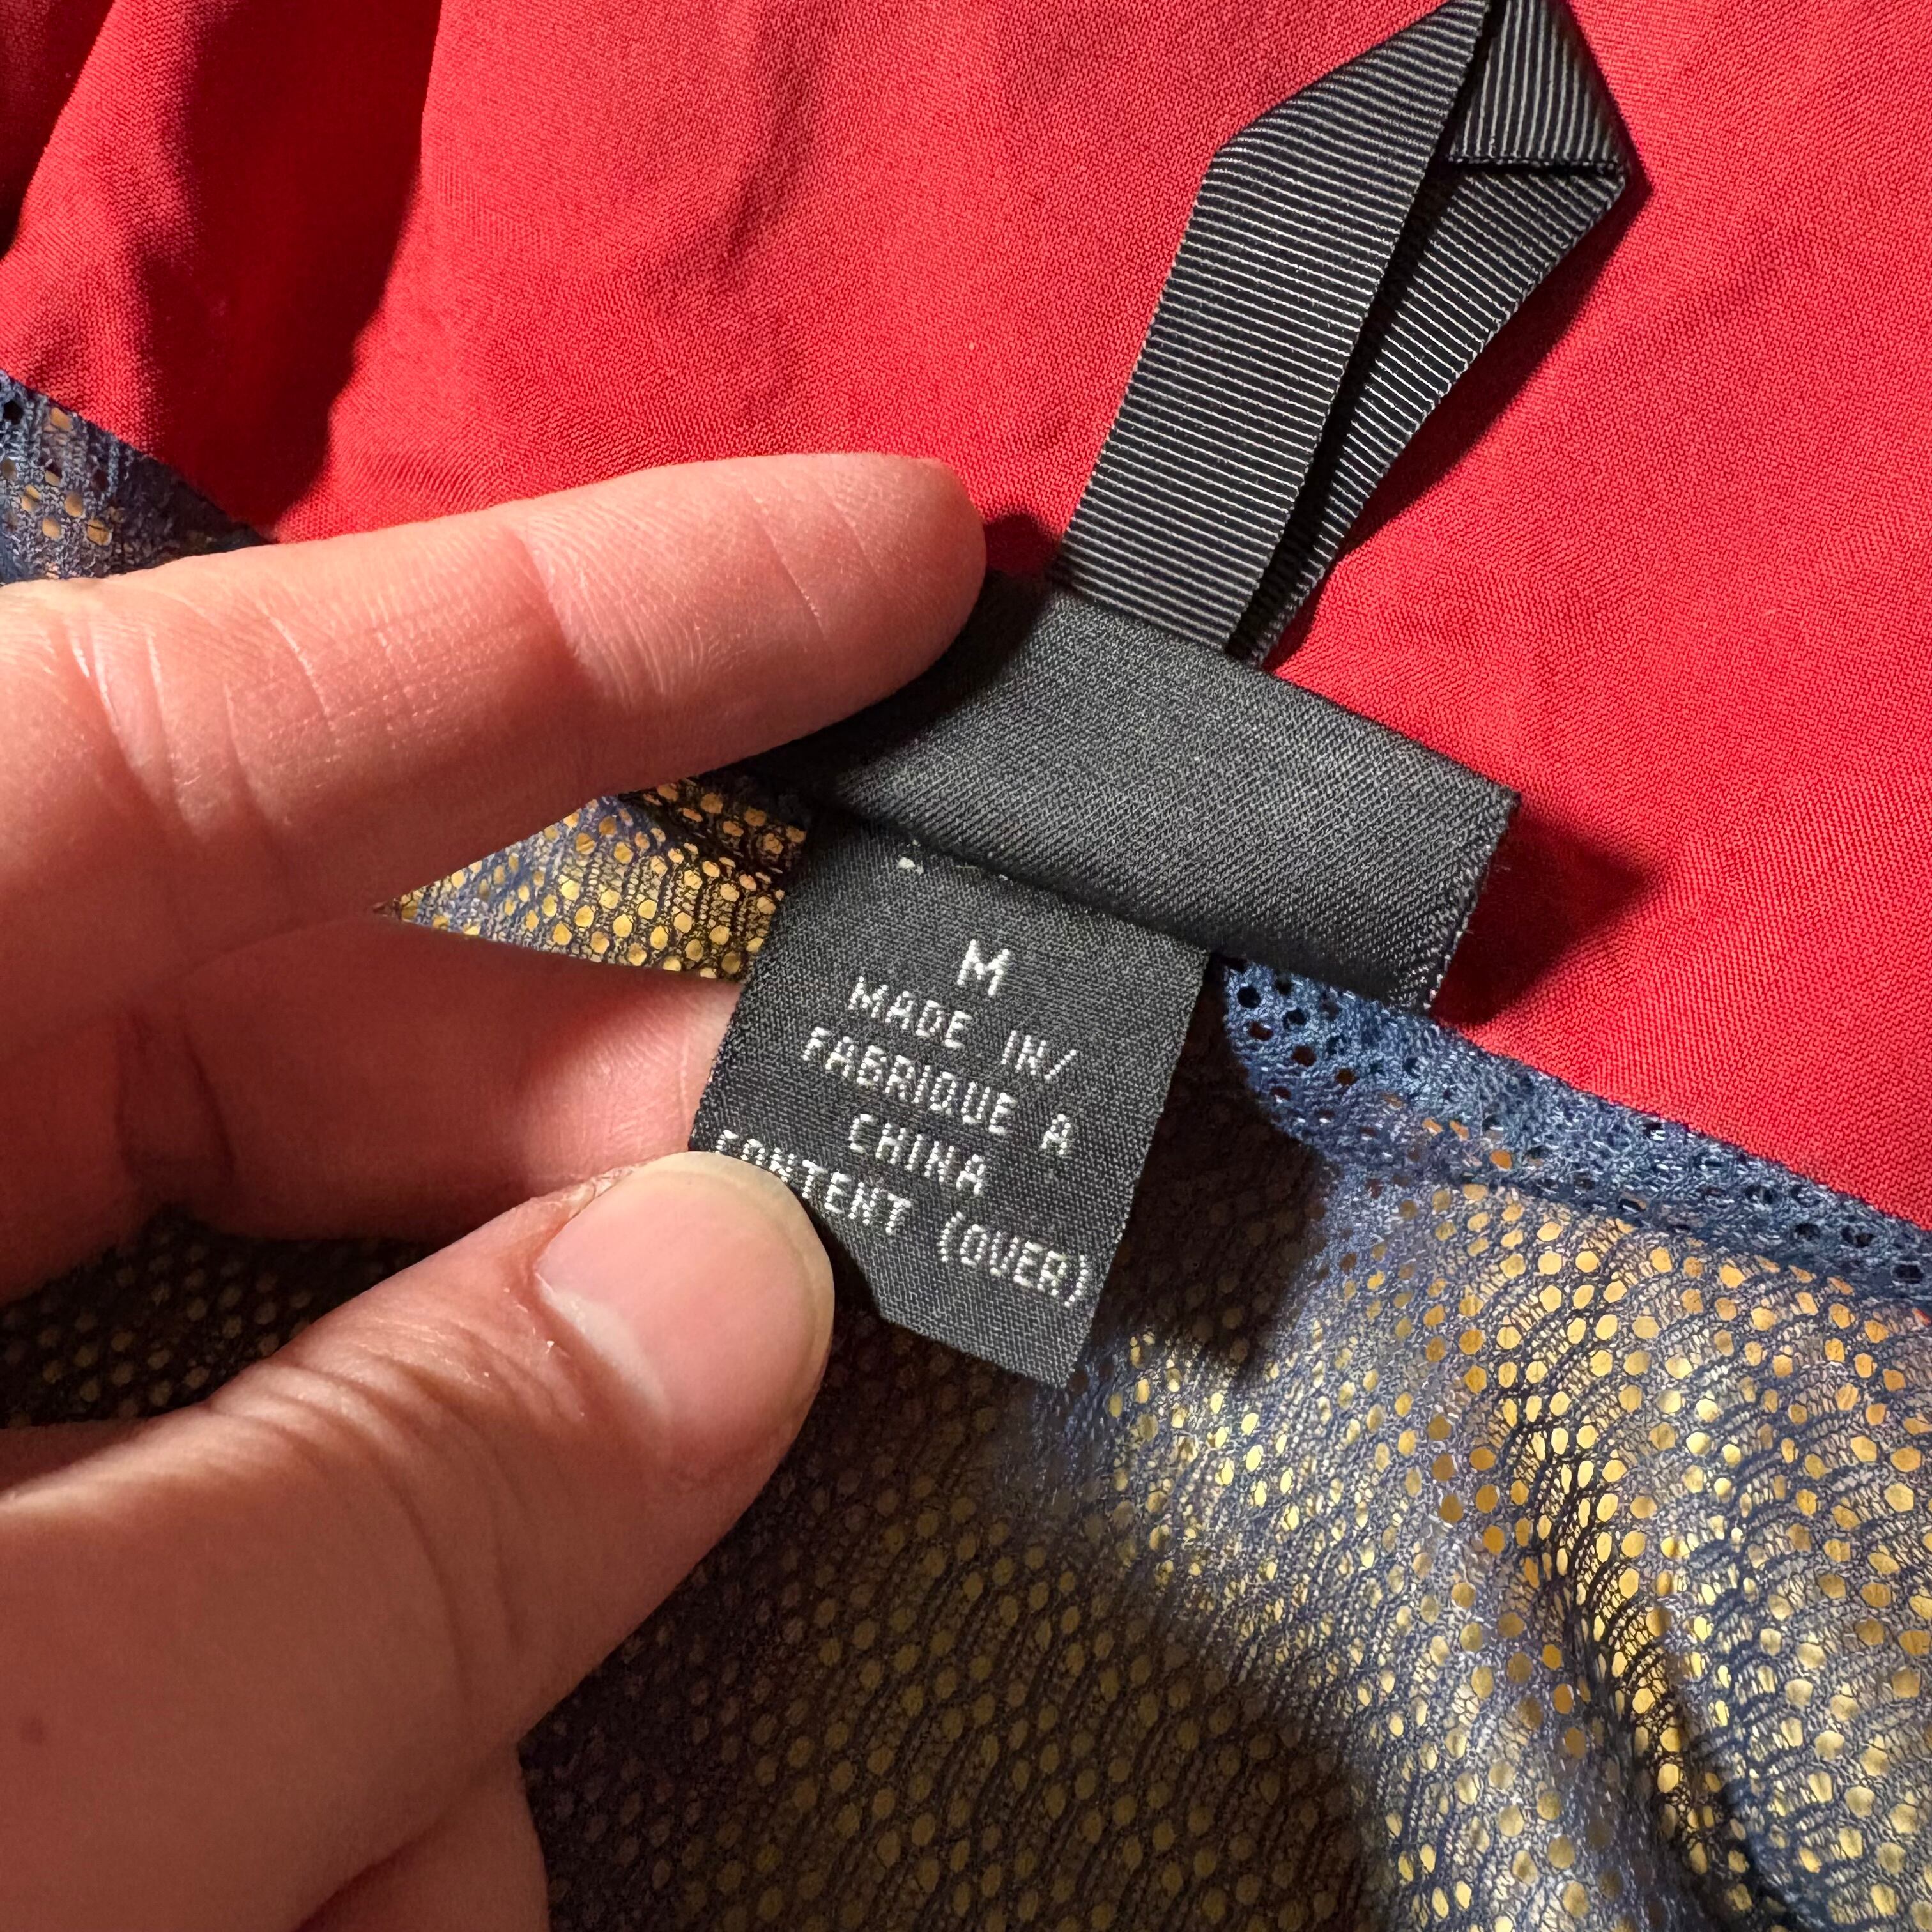 M
MADE IN/
FABRIQUE A
CHINA
CONTENT (OVER)